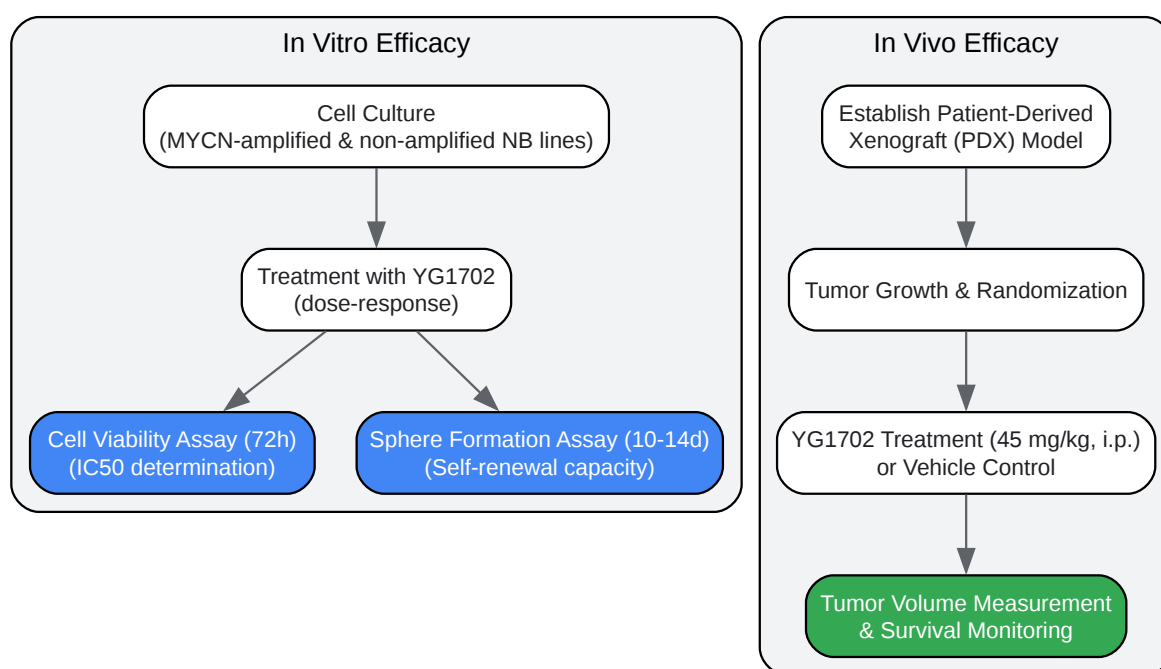 In Vitro Efficacy
Cell Culture
(MYCN-amplified & non-amplified NB lines)
Treatment with YG1702
(dose-response)
Cell Viability Assay (72h)
(IC50 determination)
Sphere Formation Assay (10-14d)
(Self-renewal capacity)
In Vivo Efficacy
Establish Patient-Derived
Xenograft (PDX) Model
Tumor Growth & Randomization
YG1702 Treatment (45 mg/kg, i.p.)
or Vehicle Control
Tumor Volume Measurement
& Survival Monitoring